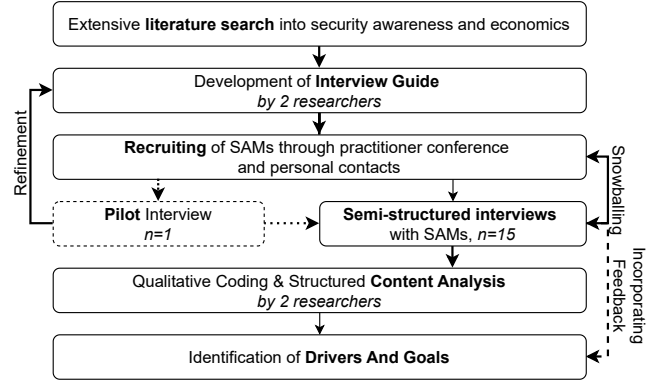 Extensive literature search into security awareness and economics
Development of Interview Guide
by 2 researchers
Refinement
Recruiting of SAMs through practitioner conference
and personal contacts
Snowballing
Pilot Interview
n=1
Semi-structured interviews
with SAMs, n=15
Incorporating
Feedback
Qualitative Coding & Structured Content Analysis
by 2 researchers
Identification of Drivers And Goals